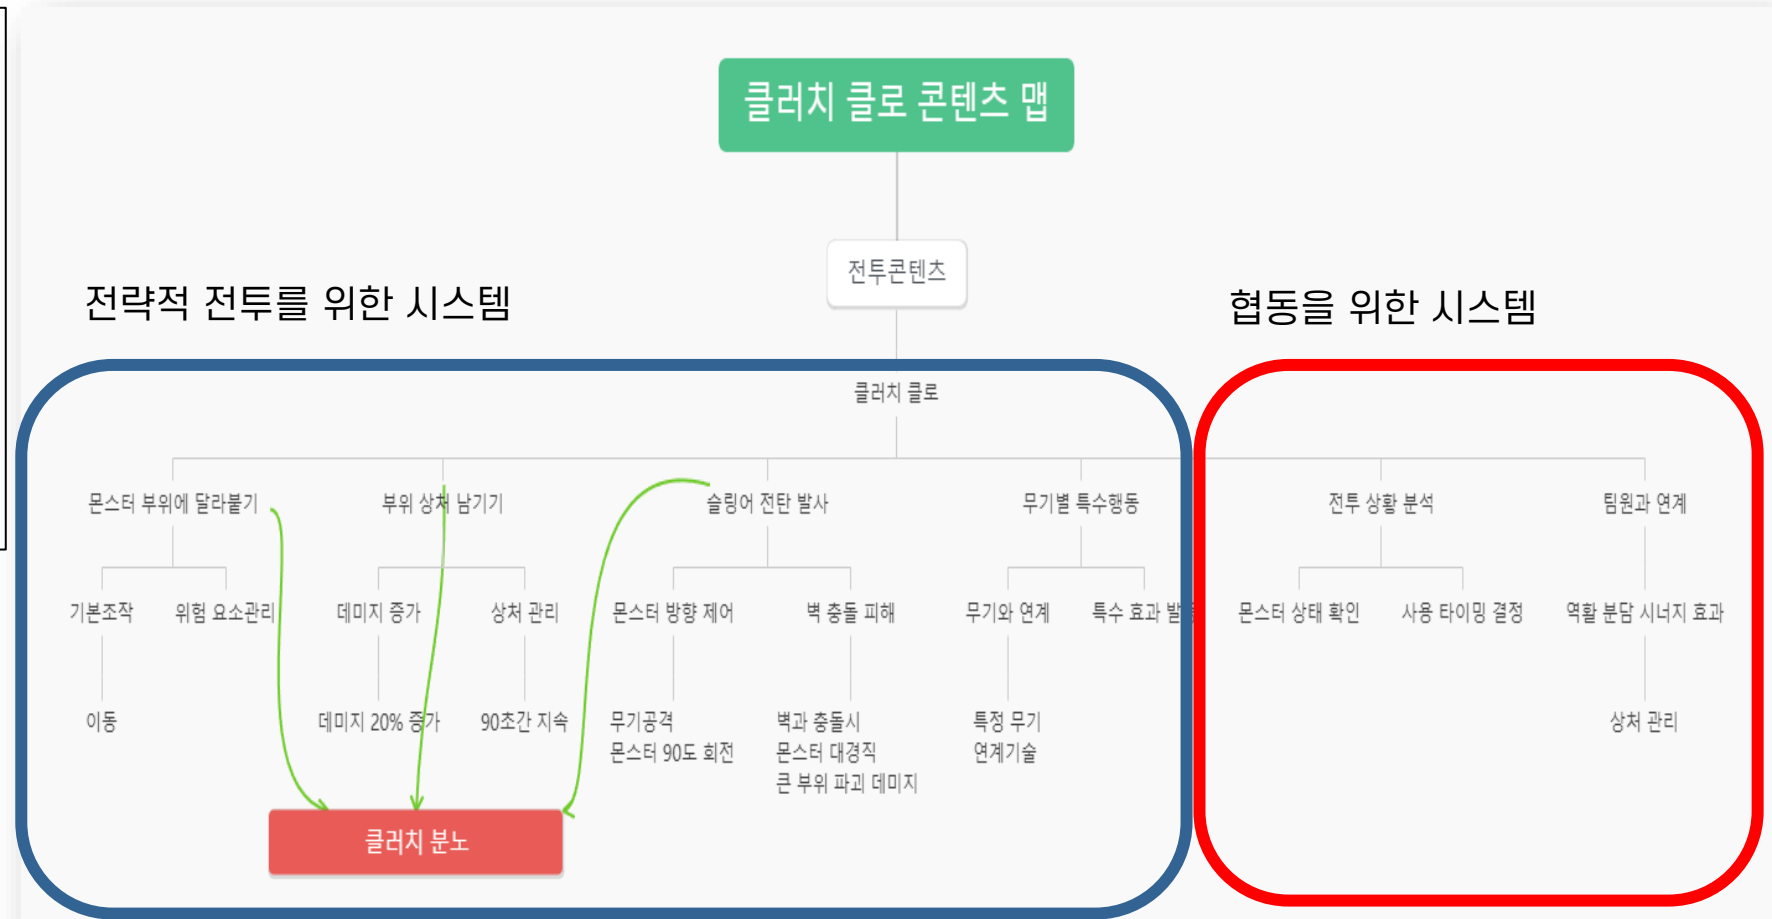 클러치 클로 콘텐츠 맵
전투콘텐츠
전략적 전투를 위한 시스템
협동을 위한 시스템
클러치 클로
몬스터 부위에 달라붙기
부위 상처 남기기
슬링어 전탄 발사
무기별 특수행동
전투 상황 분석
팀원과 연계
기본조작
위험 요소관리
데미지 증가
상처 관리
몬스터 방향 제어
벽 충돌 피해
무기와 연계
특수 효과
몬스터 상태 확인
사용 타이밍 결정
역활 분담 시너지 효과
이동
데미지 20% 증가
90초간 지속
무기공격
몬스터 90도 회전
벽과 충돌시
몬스터 대경직
큰 부위 파괴 데미지
특정 무기
연계기술
상처 관리
클러치 분노